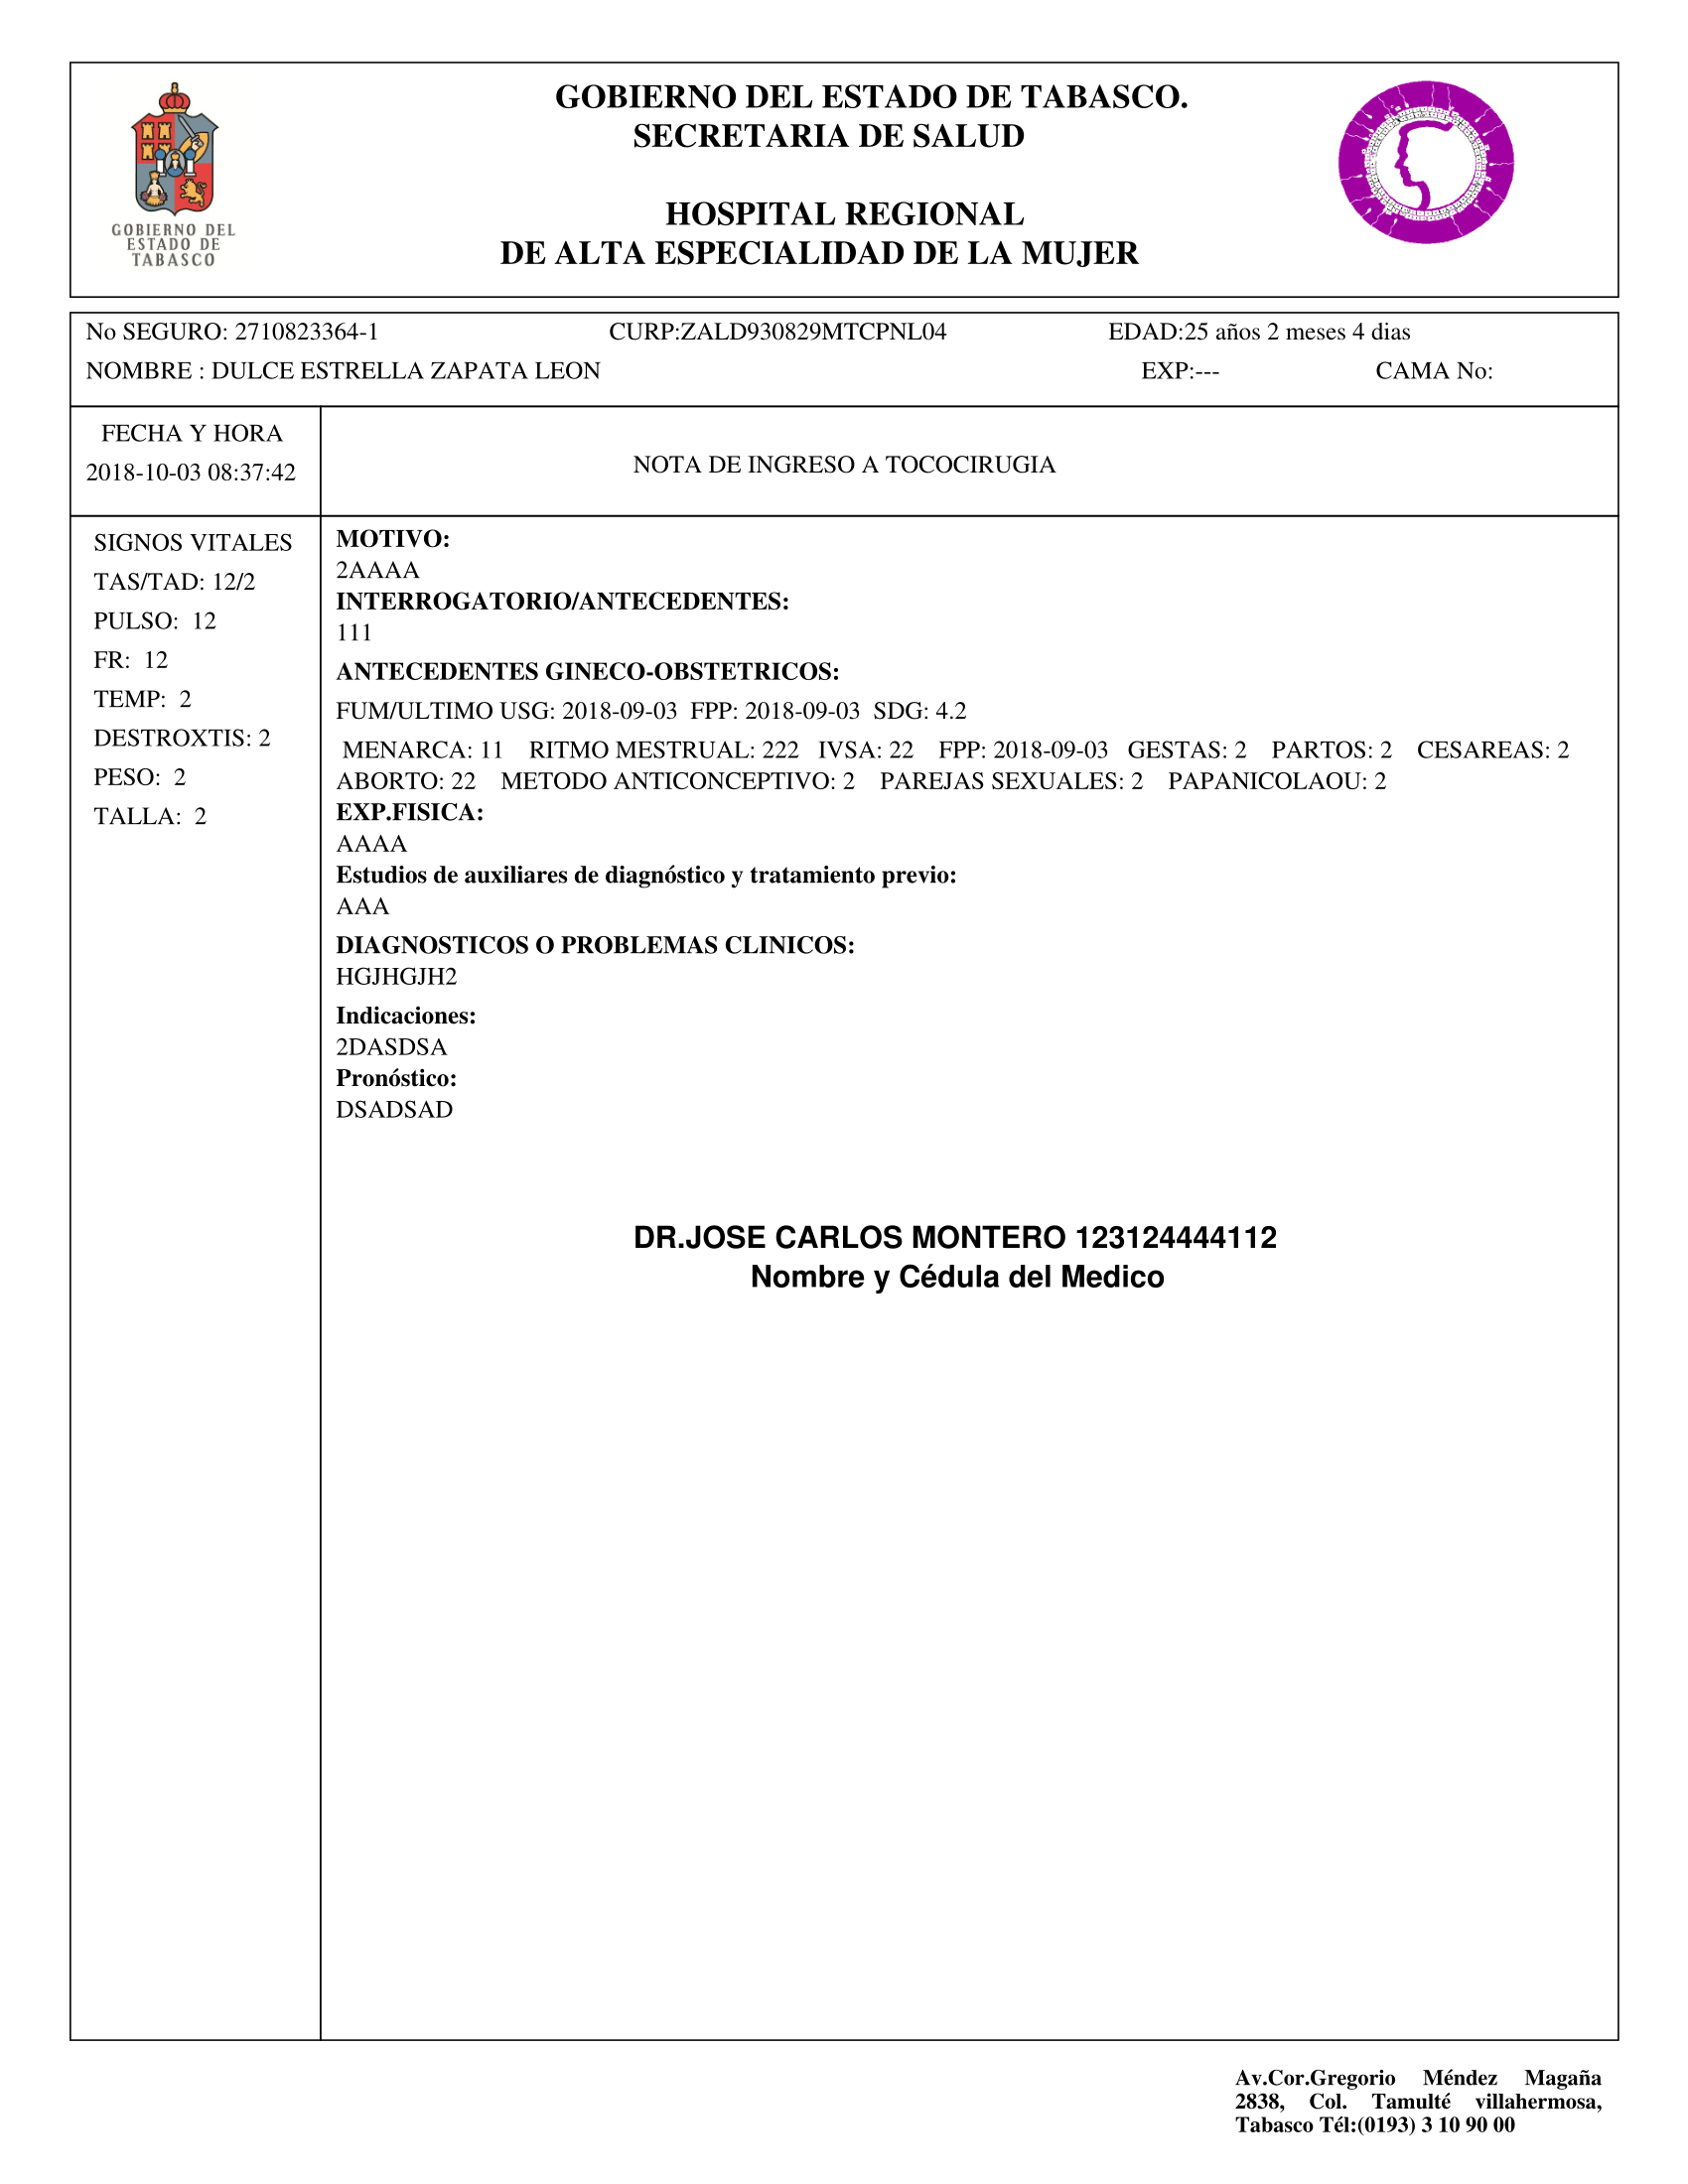 GOBIERNO DEL ESTADO DE TABASCO.
SECRETARIA DE SALUD
HOSPITAL REGIONAL
DE ALTA ESPECIALIDAD DE LA MUJER
GOBIERNO DEL
ESTADO DE
TABASCO
No SEGURO: 2710823364-1 CURP:ZALD930829MTCPNL04 EDAD:25 años 2 meses 4 dias
NOMBRE : DULCE ESTRELLA ZAPATA LEON EXP:--- CAMA No:
FECHA Y HORA
2018-10-03 08:37:42
NOTA DE INGRESO A TOCOCIRUGIA
SIGNOS VITALES
TAS/TAD: 12/2
PULSO: 12
FR: 12
TEMP: 2
DESTROXTIS: 2
PESO: 2
TALLA: 2
MOTIVO:
2AAAA
INTERROGATORIO/ANTECEDENTES:
111
ANTECEDENTES GINECO-OBSTETRICOS:
FUM/ULTIMO USG: 2018-09-03 FPP: 2018-09-03 SDG: 4.2
MENARCA: 11 RITMO MESTRUAL: 222 IVSA: 22 FPP: 2018-09-03 GESTAS: 2 PARTOS: 2 CESAREAS: 2
ABORTO: 22 METODO ANTICONCEPTIVO: 2 PAREJAS SEXUALES: 2 PAPANICOLAOU: 2
EXP.FISICA:
AAAA
Estudios de auxiliares de diagnóstico y tratamiento previo:
AAA
DIAGNOSTICOS O PROBLEMAS CLINICOS:
HGJHGJH2
Indicaciones:
2DASDSA
Pronóstico:
DSADSAD
DR.JOSE CARLOS MONTERO 123124444112
Nombre y Cédula del Medico
Av.Cor.Gregorio Méndez Magaña
2838, Col. Tamulté villahermosa,
Tabasco Tél:(0193) 3 10 90 00